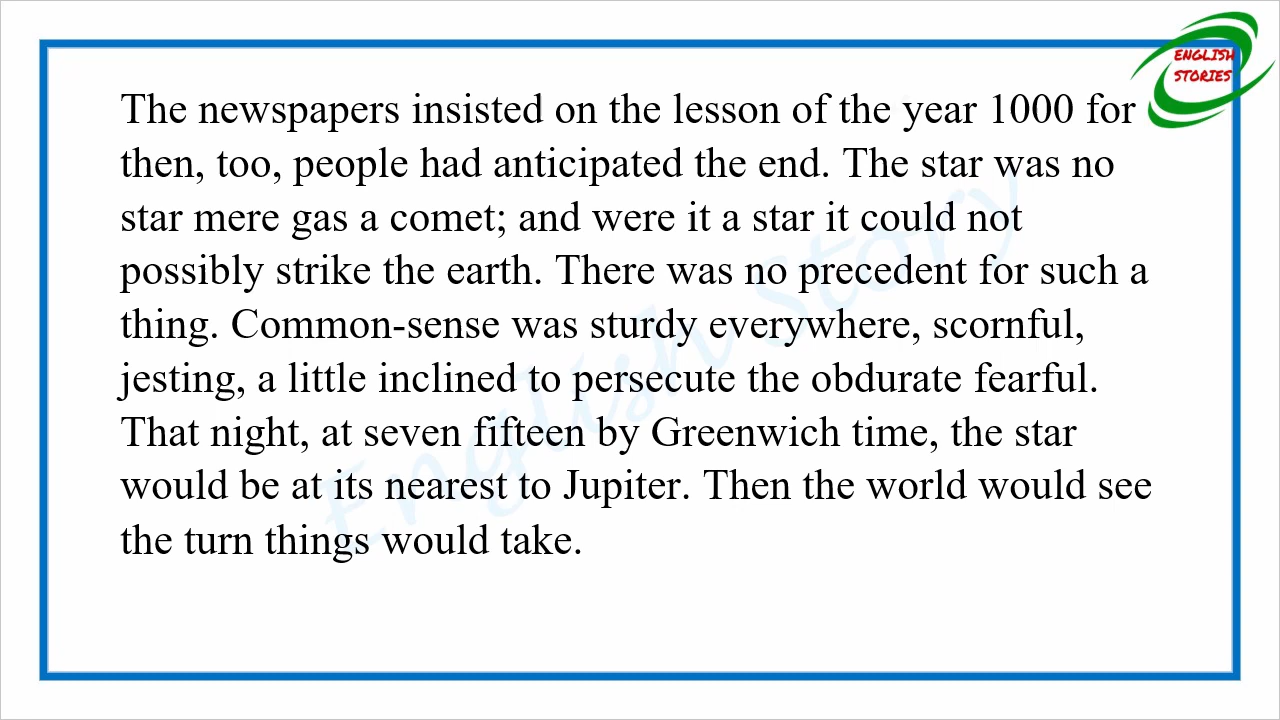 ENGLISH
STORIES
The newspapers insisted on the lesson of the year 1000 for
then, too, people had anticipated the end. The star was no
star mere gas a comet; and were it a star it could not
possibly strike the earth. There was no precedent for such a
thing. Common-sense was sturdy everywhere, scornful,
jesting, a little inclined to persecute the obdurate fearful.
That night, at seven fifteen by Greenwich time, the star
would be at its nearest to Jupiter. Then the world would see
the turn things would take.
English Story